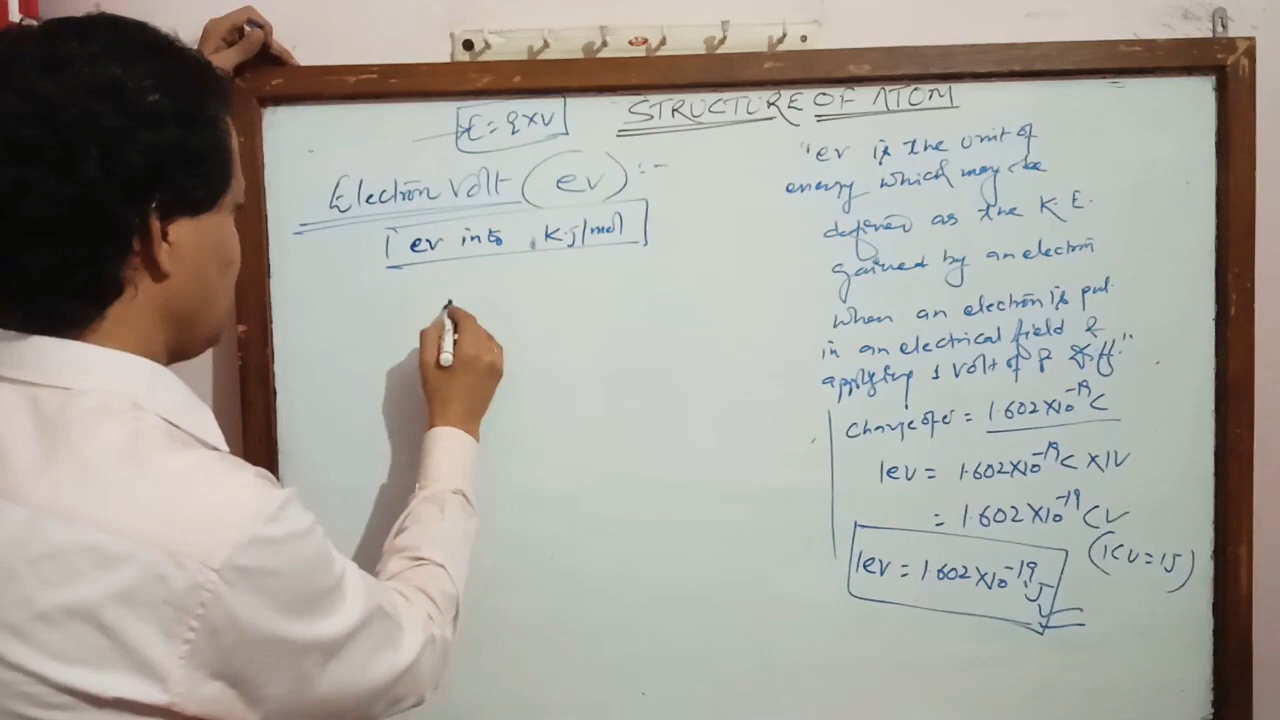 STRUCTURE OF ATOM
E = q x v
Electron Volt (ev) :-
1 ev into KJ/mol
"ev is the unit of
energy which may be
defined as the K.E.
gained by an electron
when an electron is put
in an electrical field &
applying 1 volt of P diff."
Charge of e = 1.602 x 10⁻¹⁹ C
1ev = 1.602 x 10⁻¹⁹ C x 1V
= 1.602 x 10⁻¹⁹ CV
(1CV = 1J)
1ev = 1.602 x 10⁻¹⁹ J